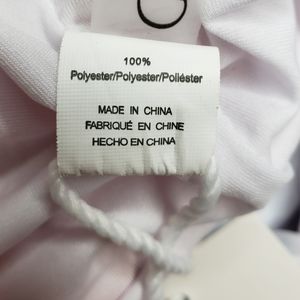 100%
Polyester/Polyester/Poliéster
MADE IN CHINA
FABRIQUÉ EN CHINE
HECHO EN CHINA